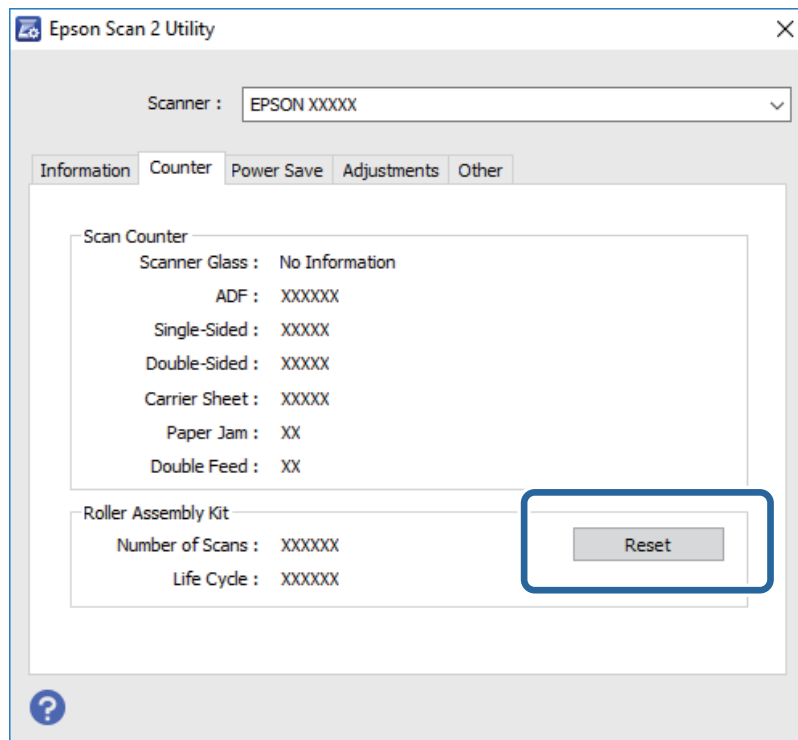 Epson Scan 2 Utility
Scanner : EPSON XXXXX
Information Counter Power Save Adjustments Other
Scan Counter
Scanner Glass : No Information
ADF : XXXXXX
Single-Sided : XXXXX
Double-Sided : XXXXX
Carrier Sheet : XXXXX
Paper Jam : XX
Double Feed : XX
Roller Assembly Kit
Number of Scans : XXXXXX Reset
Life Cycle : XXXXXX
?